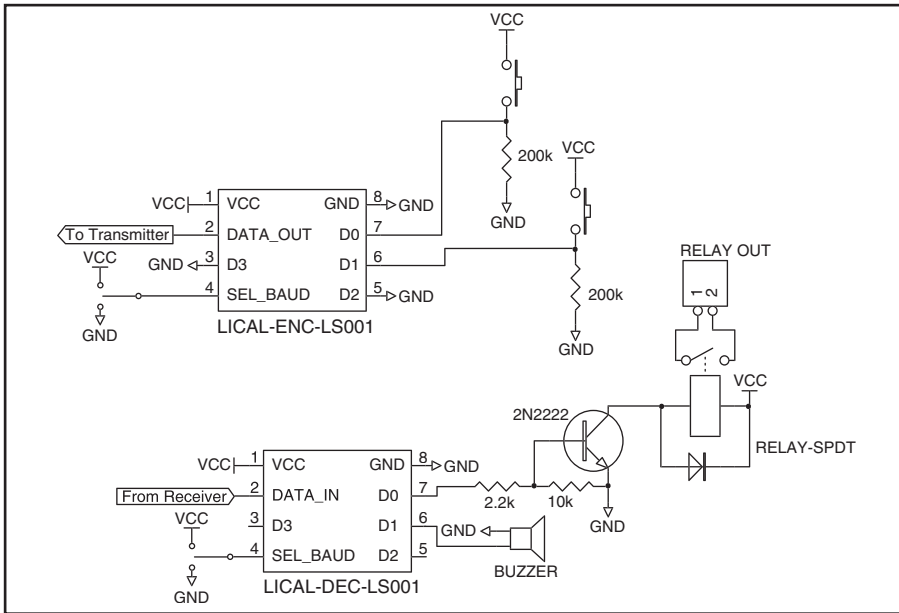 VCC
200k
GND
VCC
200k
GND
VCC 1 VCC GND 8 GND
To Transmitter 2 DATA_OUT D0 7
GND 3 D3 D1 6
VCC
GND
4 SEL_BAUD D2 5 GND
LICAL-ENC-LS001
RELAY OUT
1
2
VCC
RELAY-SPDT
2N2222
2.2k
10k
GND
VCC 1 VCC GND 8 GND
From Receiver 2 DATA_IN D0 7
3 D3 D1 6 GND
VCC
GND
4 SEL_BAUD D2 5
BUZZER
LICAL-DEC-LS001